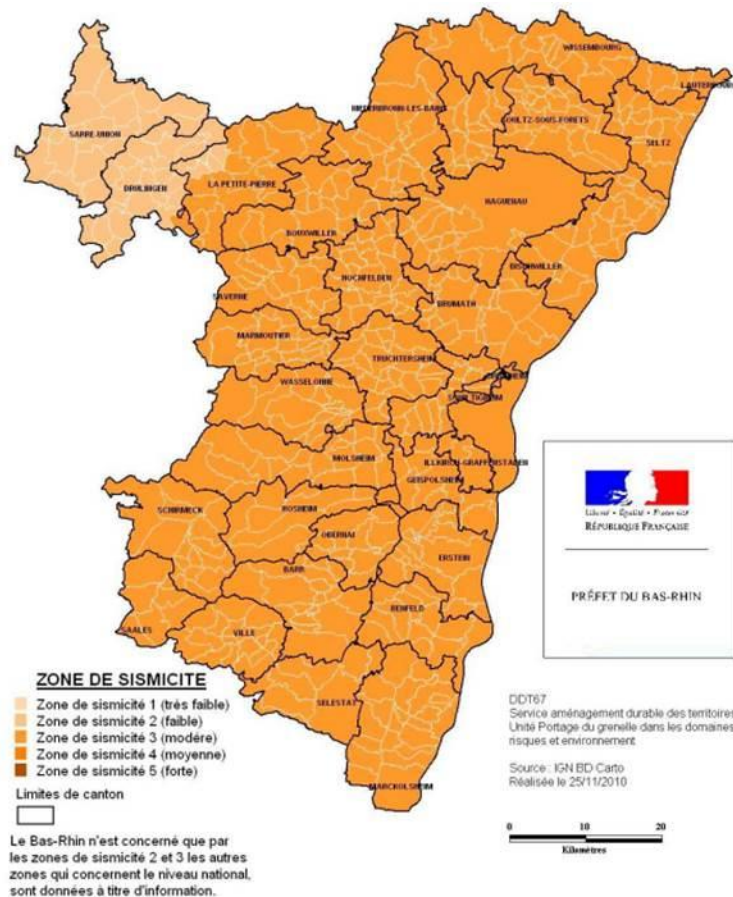 WISSEMBOURG
LAUTERBOURG
NIEDERBRONN-LES-BAINS
SOULTZ-SOUS-FORETS
SELTZ
SARRE-UNION
DRULINGEN
LA PETITE-PIERRE
HAGUENAU
BOUXWILLER
BISCHWILLER
HOCHFELDEN
SAVERNE
BRUMATH
MARMOUTIER
TRUCHTERSHEIM
WASSELONNE
MOLSHEIM
ILLKIRCH-GRAFFENSTADEN
GEISPOLSHEIM
SCHIRMECK
ROSHEIM
OBERNAI
ERSTEIN
BARR
BENFELD
SAALES
VILLE
SELESTAT
MARCKOLSHEIM
Liberté • Égalité • Fraternité
RÉPUBLIQUE FRANÇAISE
PRÉFET DU BAS-RHIN
ZONE DE SISMICITE
Zone de sismicité 1 (très faible)
Zone de sismicité 2 (faible)
Zone de sismicité 3 (modére)
Zone de sismicité 4 (moyenne)
Zone de sismicité 5 (forte)
Limites de canton
Le Bas-Rhin n'est concerné que par
les zones de sismicité 2 et 3 les autres
zones qui concernent le niveau national,
sont données à titre d'information.
DDT67
Service aménagement durable des territoires
Unité Portage du grenelle dans les domaines
risques et environnement
Source : IGN BD Carto
Réalisée le 25/11/2010
0 10 20
Kilomètres